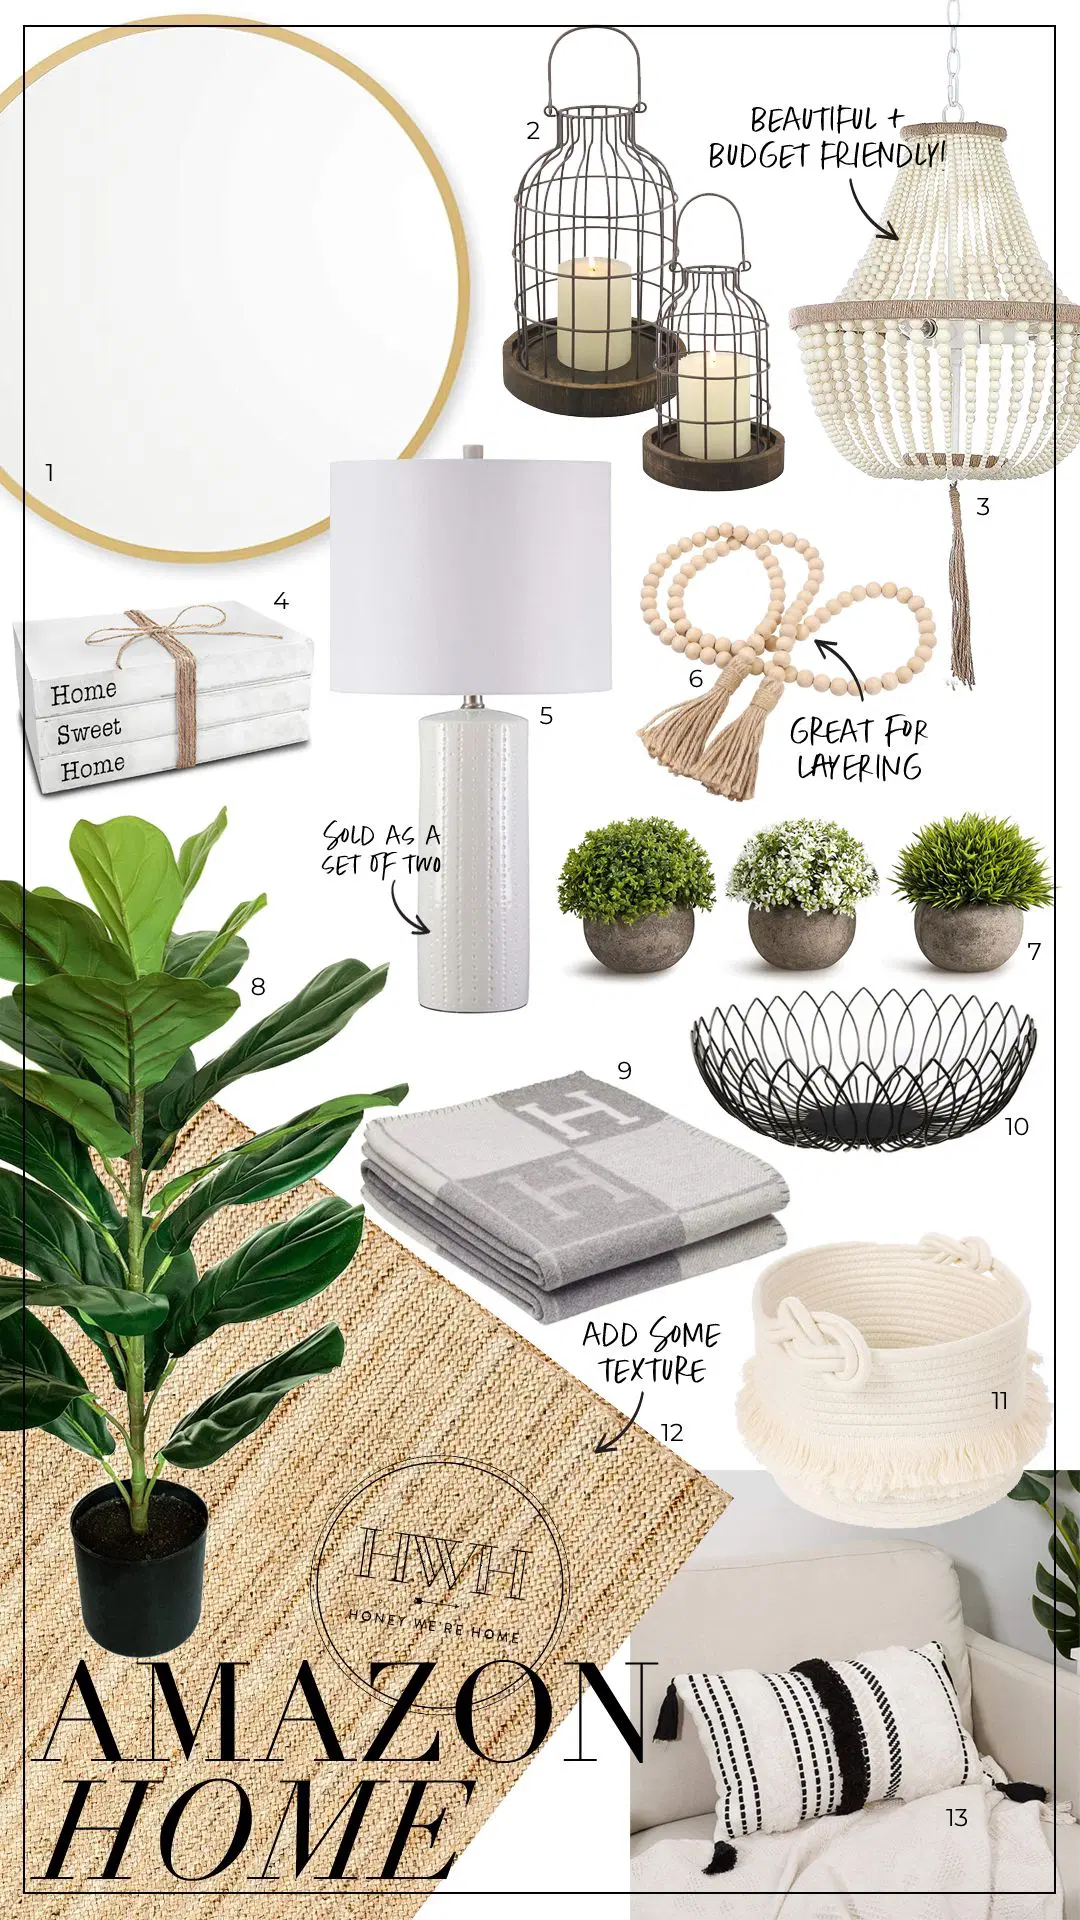 2
BEAUTIFUL +
BUDGET FRIENDLY!
1
3
4
Home
Sweet
Home
5
6
GREAT FOR
LAYERING
SOLD AS A
SET OF TWO
7
8
9
H
H
10
ADD SOME
TEXTURE
11
12
HWH
HONEY WE'RE HOME
AMAZON
HOME
13